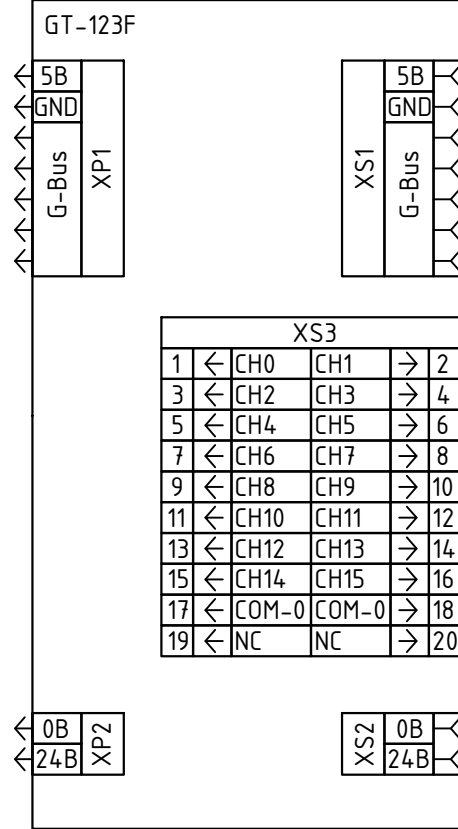 GT-123F
5В 5В
GND GND
G-Bus XP1 XS1 G-Bus
XS3
1 CH0 CH1 2
3 CH2 CH3 4
5 CH4 CH5 6
7 CH6 CH7 8
9 CH8 CH9 10
11 CH10 CH11 12
13 CH12 CH13 14
15 CH14 CH15 16
17 COM-0 COM-0 18
19 NC NC 20
0В XP2 XS2 0В
24В 24В